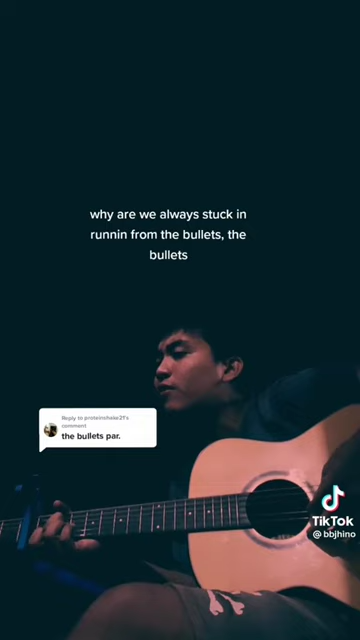 why are we always stuck in
runnin from the bullets, the
bullets
Reply to proteinshake21's
comment
the bullets par.
TikTok
@ bbjhino